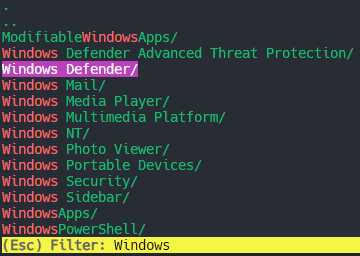 .
..
ModifiableWindowsApps/
Windows Defender Advanced Threat Protection/
Windows Defender/
Windows Mail/
Windows Media Player/
Windows Multimedia Platform/
Windows NT/
Windows Photo Viewer/
Windows Portable Devices/
Windows Security/
Windows Sidebar/
WindowsApps/
WindowsPowerShell/
(Esc) Filter: Windows